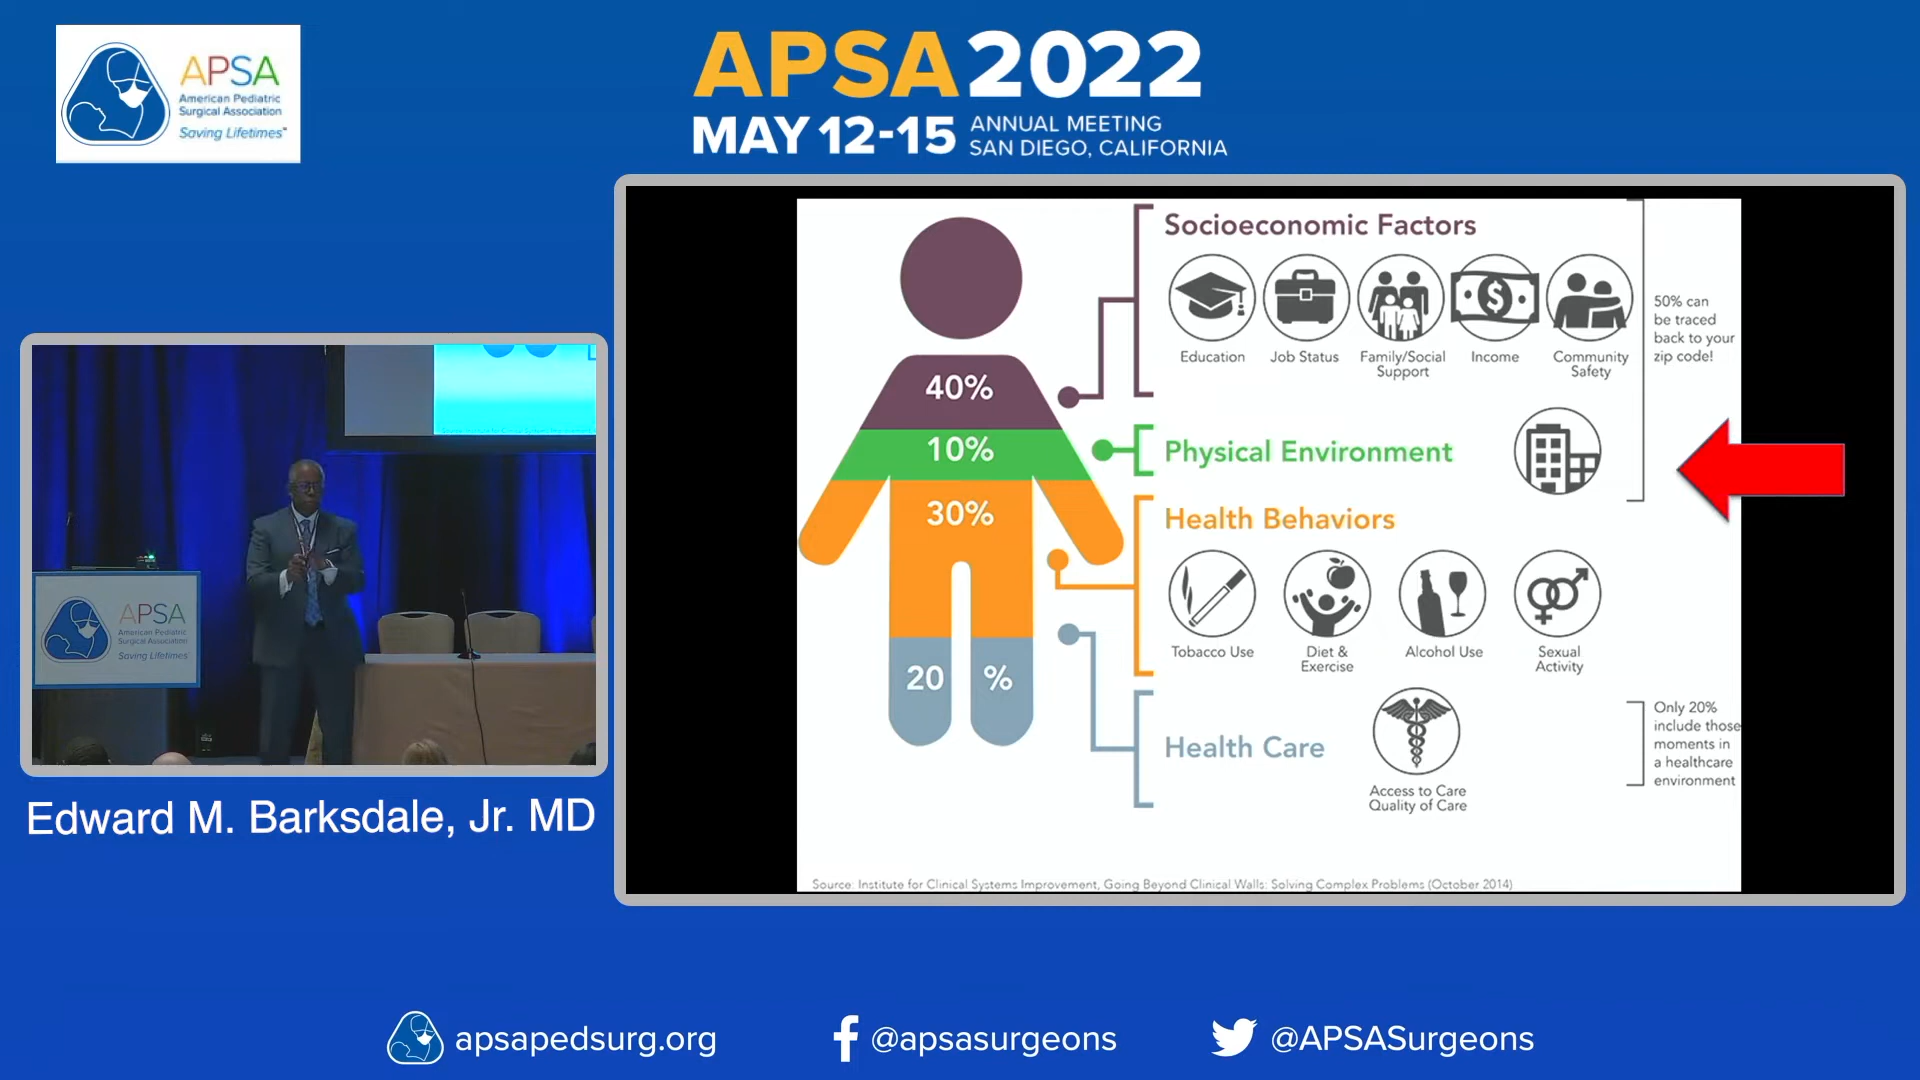 APSA
American Pediatric
Surgical Association
Saving Lifetimes
APSA 2022
MAY 12-15
ANNUAL MEETING
SAN DIEGO, CALIFORNIA
Socioeconomic Factors
Education
Job Status
Family/Social
Support
Income
Community
Safety
50% can
be traced
back to your
zip code!
40%
10%
Physical Environment
30%
Health Behaviors
Tobacco Use
Diet &
Exercise
Alcohol Use
Sexual
Activity
20 %
Health Care
Access to Care
Quality of Care
Only 20%
include those
moments in
a healthcare
environment
Source: Institute for Clinical Systems Improvement, Going Beyond Clinical Walls: Solving Complex Problems (October 2014)
APSA
American Pediatric
Surgical Association
Saving Lifetimes
Edward M. Barksdale, Jr. MD
apsapedsurg.org
@apsasurgeons
@APSASurgeons